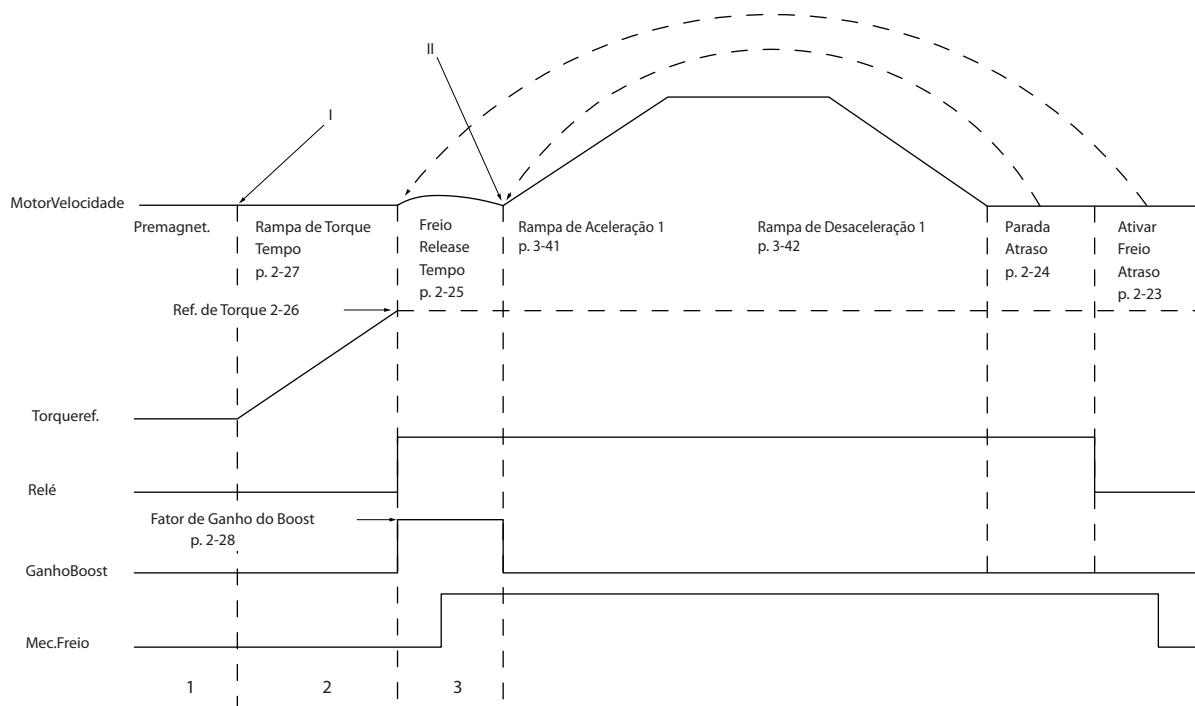 II
I
MotorVelocidade
Premagnet.
Rampa de Torque
Tempo
p. 2-27
Freio
Release
Tempo
p. 2-25
Rampa de Aceleração 1
p. 3-41
Rampa de Desaceleração 1
p. 3-42
Parada
Atraso
p. 2-24
Ativar
Freio
Atraso
p. 2-23
Ref. de Torque 2-26
Torqueref.
Relé
Fator de Ganho do Boost
p. 2-28
GanhoBoost
Mec.Freio
1
2
3